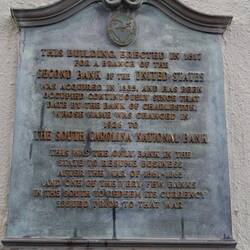 THIS BUILDING, ERECTED IN 1817
FOR A BRANCH OF THE
SECOND BANK OF THE UNITED STATES
WAS ACQUIRED IN 1835, AND HAS BEEN
OCCUPIED CONTINUOUSLY SINCE THAT
DATE BY THE BANK OF CHARLESTON,
WHOSE NAME WAS CHANGED IN
1926 TO
THE SOUTH CAROLINA NATIONAL BANK
THIS WAS THE ONLY BANK IN THE
STATE TO RESUME BUSINESS
AFTER THE WAR OF 1861-1865
AND ONE OF THE VERY FEW BANKS
IN THE SOUTH TO REDEEM ITS CURRENCY
ISSUED PRIOR TO THAT WAR